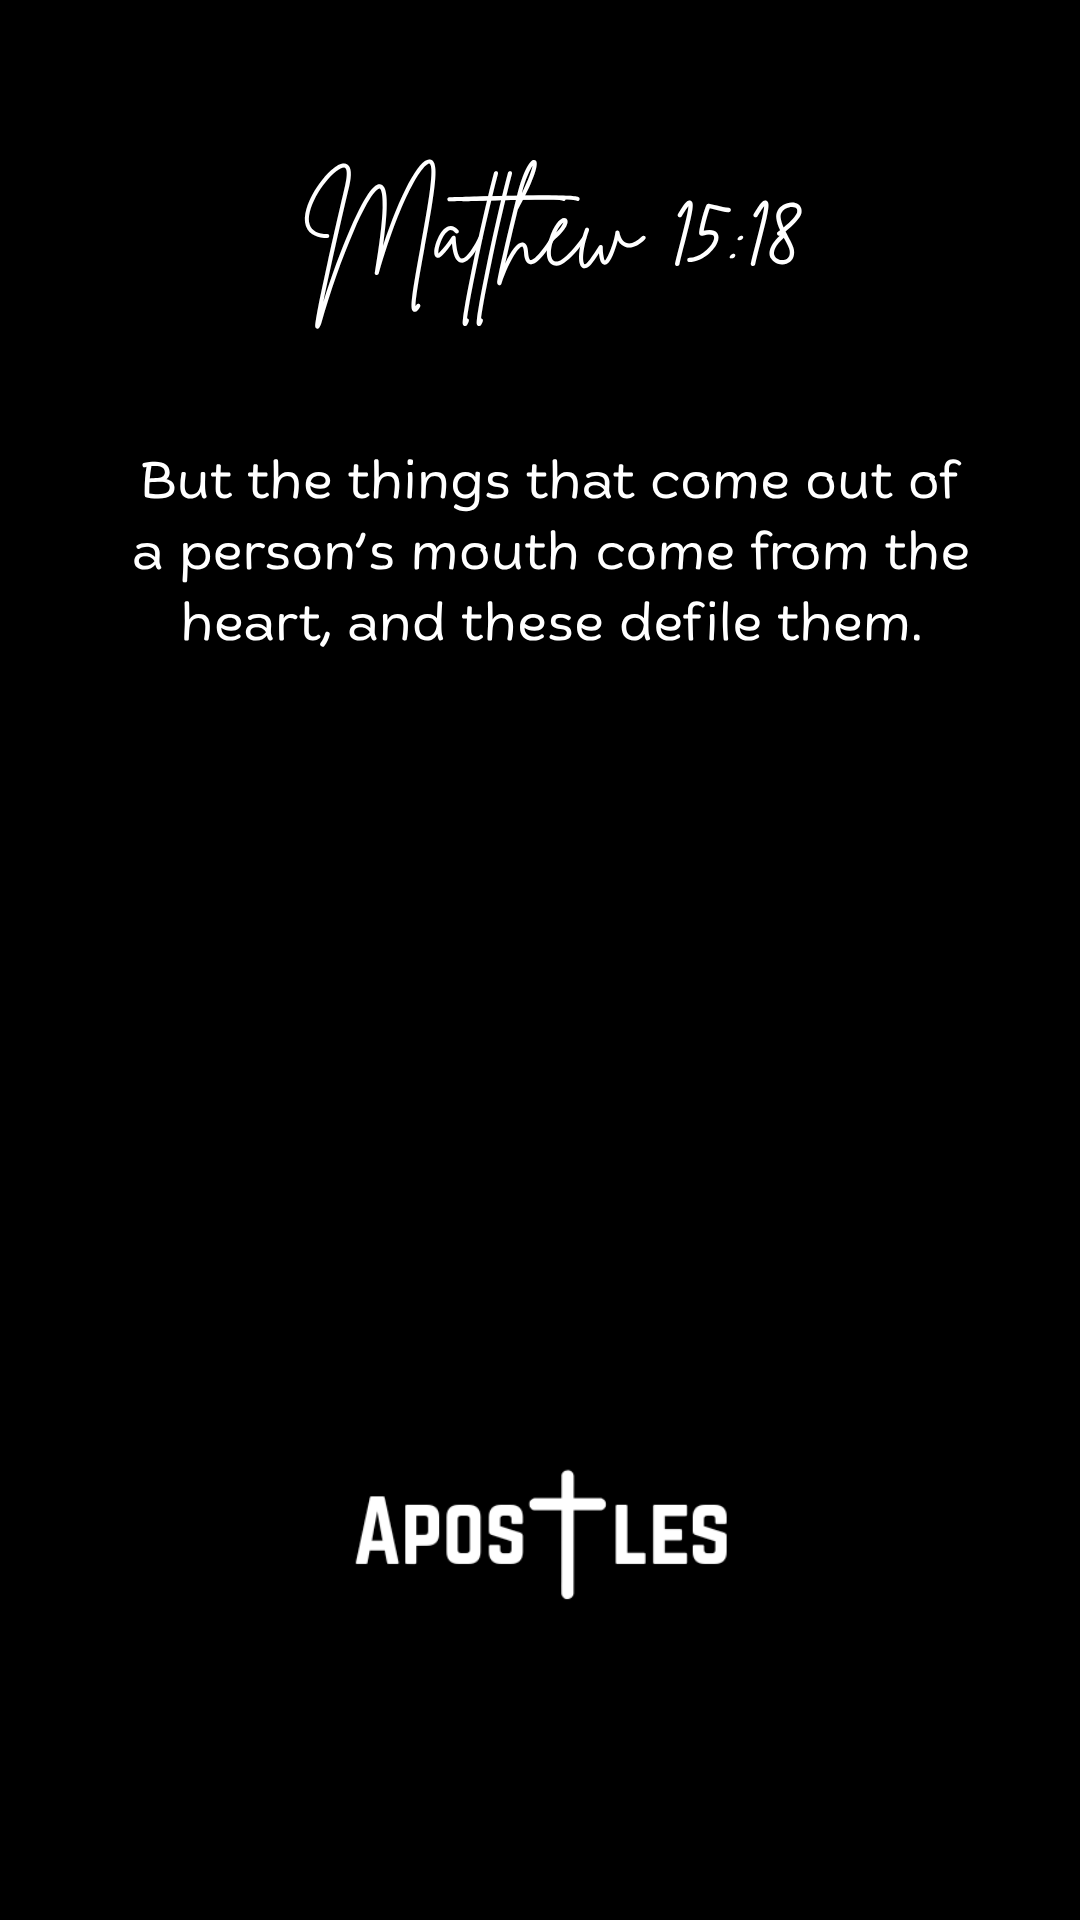 Matthew 15:18
But the things that come out of
a person’s mouth come from the
heart, and these defile them.
APOSTLES